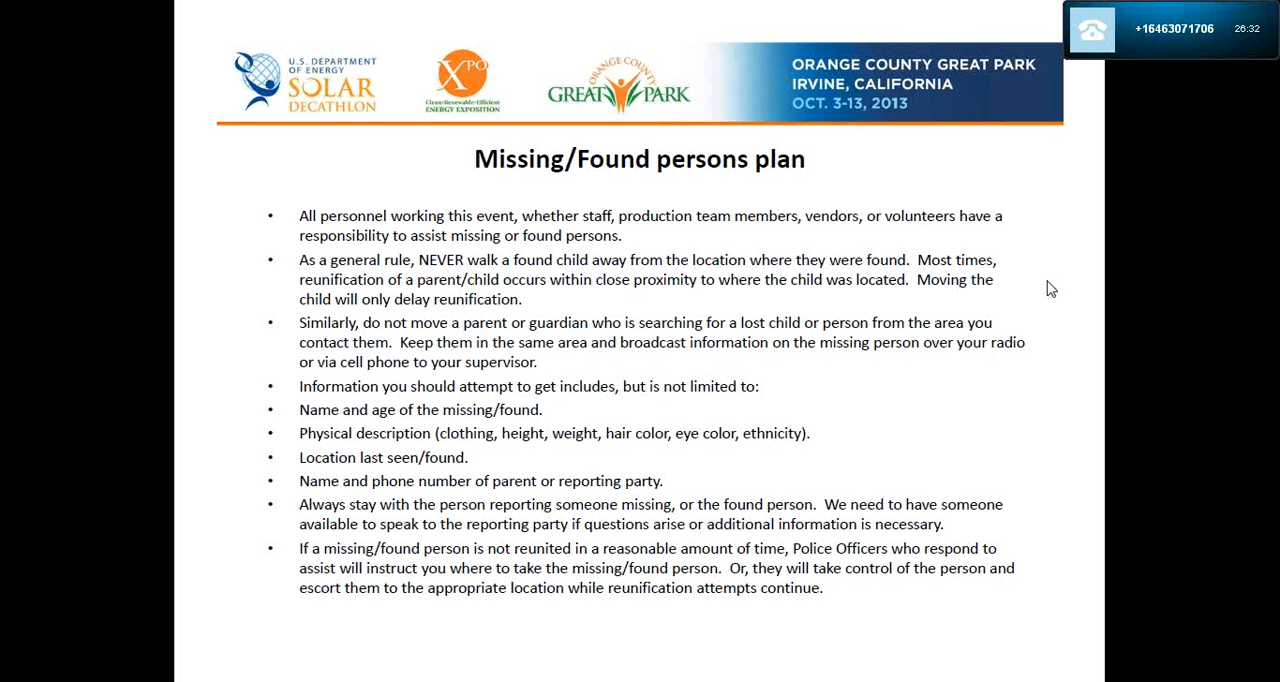 +16463071706 26:32
U.S. DEPARTMENT
OF ENERGY
SOLAR
DECATHLON
XPO
Clean•Renewable•Efficient
ENERGY EXPOSITION
ORANGE COUNTY
GREAT PARK
ORANGE COUNTY GREAT PARK
IRVINE, CALIFORNIA
OCT. 3-13, 2013
Missing/Found persons plan
• All personnel working this event, whether staff, production team members, vendors, or volunteers have a
responsibility to assist missing or found persons.
• As a general rule, NEVER walk a found child away from the location where they were found.  Most times,
reunification of a parent/child occurs within close proximity to where the child was located.  Moving the
child will only delay reunification.
• Similarly, do not move a parent or guardian who is searching for a lost child or person from the area you
contact them.  Keep them in the same area and broadcast information on the missing person over your radio
or via cell phone to your supervisor.
• Information you should attempt to get includes, but is not limited to:
• Name and age of the missing/found.
• Physical description (clothing, height, weight, hair color, eye color, ethnicity).
• Location last seen/found.
• Name and phone number of parent or reporting party.
• Always stay with the person reporting someone missing, or the found person.  We need to have someone
available to speak to the reporting party if questions arise or additional information is necessary.
• If a missing/found person is not reunited in a reasonable amount of time, Police Officers who respond to
assist will instruct you where to take the missing/found person.  Or, they will take control of the person and
escort them to the appropriate location while reunification attempts continue.